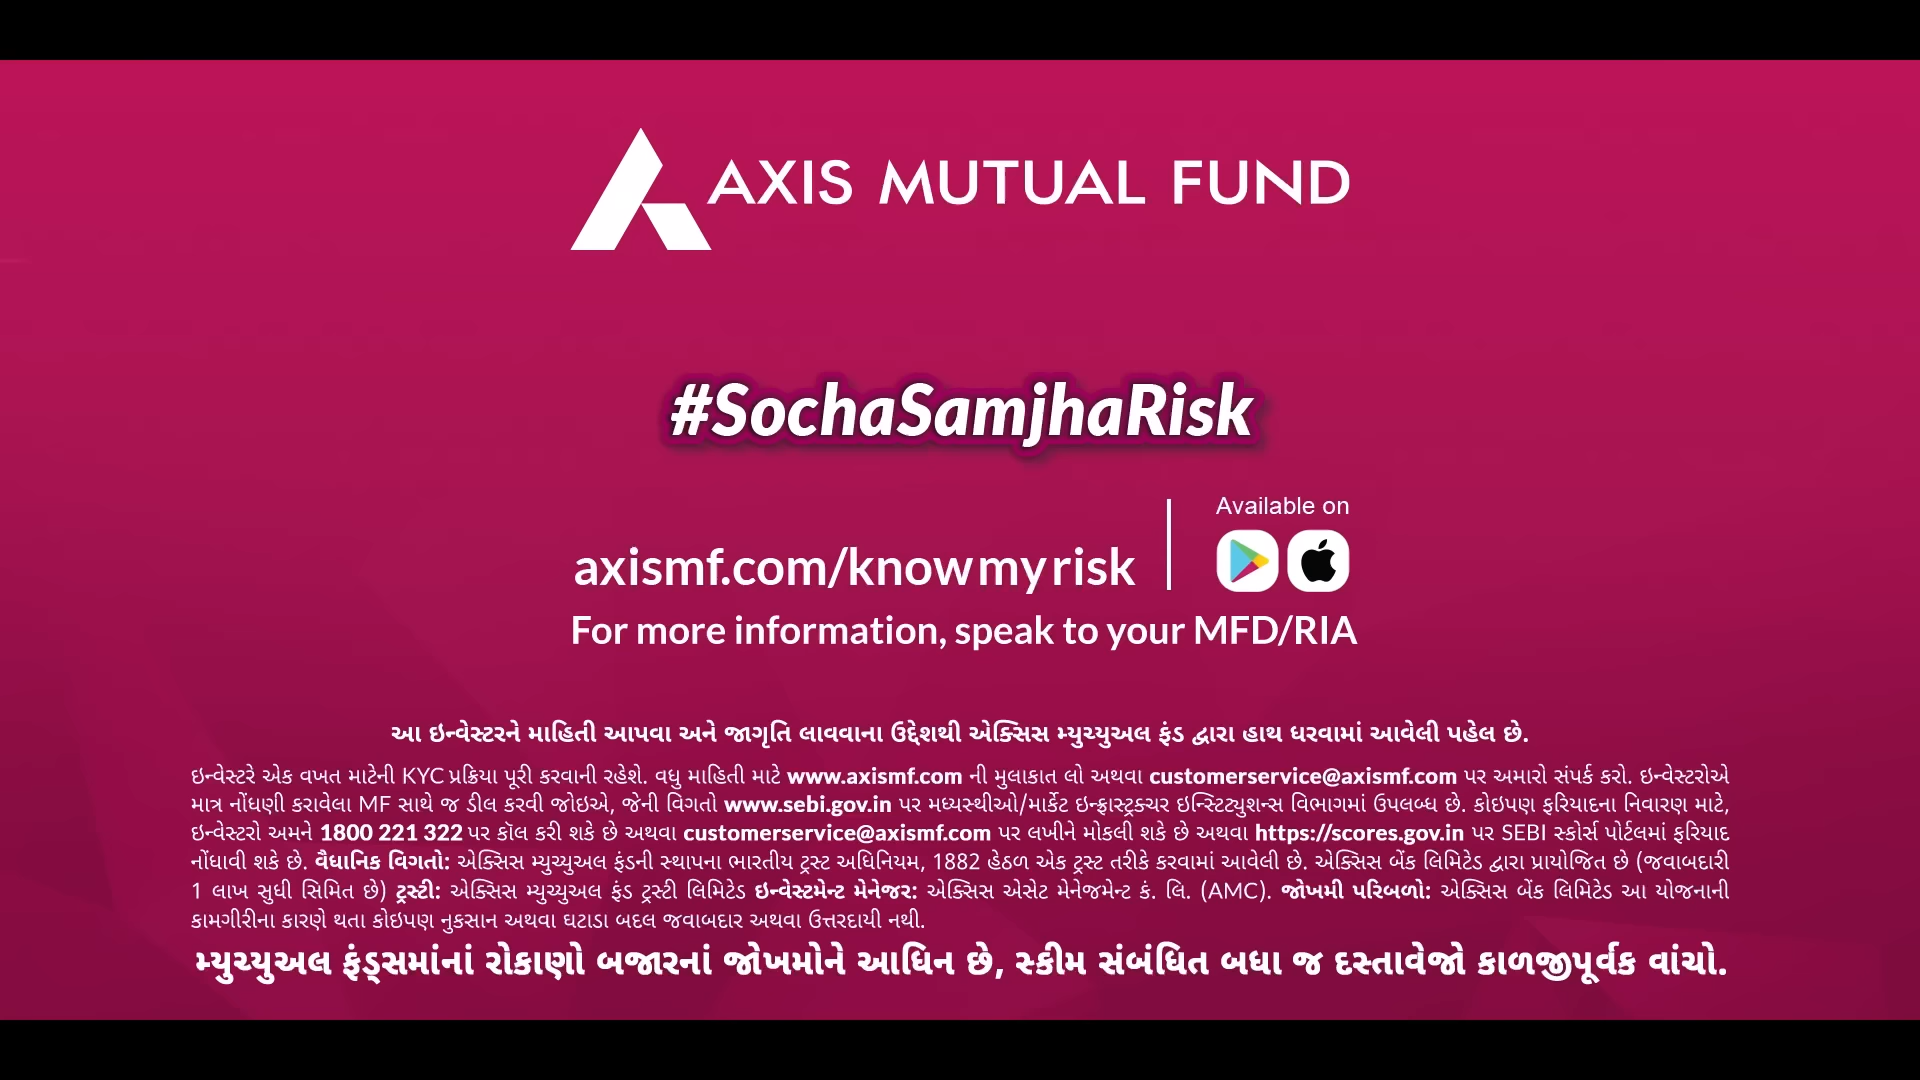 AXIS MUTUAL FUND
#SochaSamjhaRisk
Available on
axismf.com/knowmyrisk
For more information, speak to your MFD/RIA
આ ઇન્વેસ્ટરને માહિતી આપવા અને જાગૃતિ લાવવાના ઉદ્દેશથી એક્સિસ મ્યુચ્યુઅલ ફંડ દ્વારા હાથ ધરવામાં આવેલી પહેલ છે.
ઇન્વેસ્ટરે એક વખત માટેની KYC પ્રક્રિયા પૂરી કરવાની રહેશે. વધુ માહિતી માટે www.axismf.com ની મુલાકાત લો અથવા customerservice@axismf.com પર અમારો સંપર્ક કરો. ઇન્વેસ્ટરોએ
માત્ર નોંધણી કરાવેલા MF સાથે જ ડીલ કરવી જોઇએ, જેની વિગતો www.sebi.gov.in પર મધ્યસ્થીઓ/માર્કેટ ઇન્ફ્રાસ્ટ્રક્ચર ઇન્સ્ટિટ્યુશન્સ વિભાગમાં ઉપલબ્ધ છે. કોઇપણ ફરિયાદના નિવારણ માટે,
ઇન્વેસ્ટરો અમને 1800 221 322 પર કૉલ કરી શકે છે અથવા customerservice@axismf.com પર લખીને મોકલી શકે છે અથવા https://scores.gov.in પર SEBI સ્કોર્સ પોર્ટલમાં ફરિયાદ
નોંધાવી શકે છે. વૈધાનિક વિગતો: એક્સિસ મ્યુચ્યુઅલ ફંડની સ્થાપના ભારતીય ટ્રસ્ટ અધિનિયમ, 1882 હેઠળ એક ટ્રસ્ટ તરીકે કરવામાં આવેલી છે. એક્સિસ બેંક લિમિટેડ દ્વારા પ્રાયોજિત છે (જવાબદારી
1 લાખ સુધી સિમિત છે) ટ્રસ્ટી: એક્સિસ મ્યુચ્યુઅલ ફંડ ટ્રસ્ટી લિમિટેડ ઇન્વેસ્ટમેન્ટ મેનેજર: એક્સિસ એસેટ મેનેજમેન્ટ કં. લિ. (AMC). જોખમી પરિબળો: એક્સિસ બેંક લિમિટેડ આ યોજનાની
કામગીરીના કારણે થતા કોઇપણ નુકસાન અથવા ઘટાડા બદલ જવાબદાર અથવા ઉત્તરદાયી નથી.
મ્યુચ્યુઅલ ફંડ્સમાંનાં રોકાણો બજારનાં જોખમોને આધિન છે, સ્કીમ સંબંધિત બધા જ દસ્તાવેજો કાળજીપૂર્વક વાંચો.